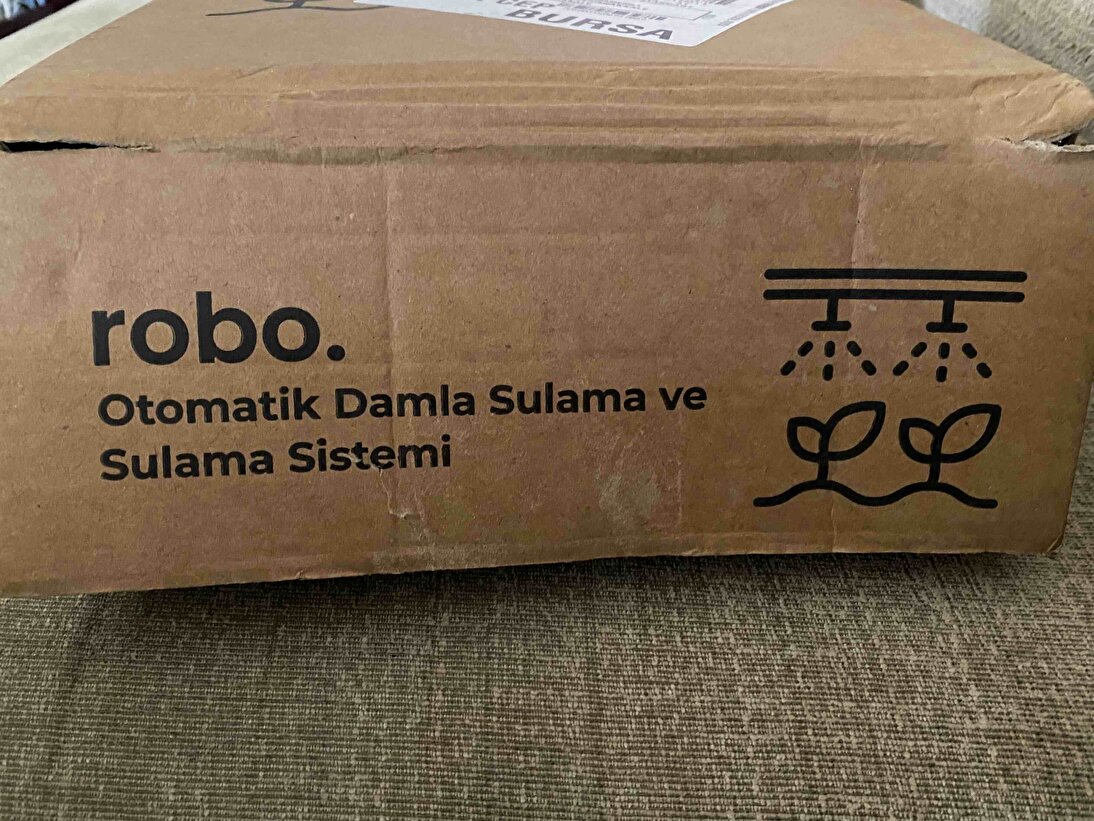 BURSA
robo.
Otomatik Damla Sulama ve
Sulama Sistemi